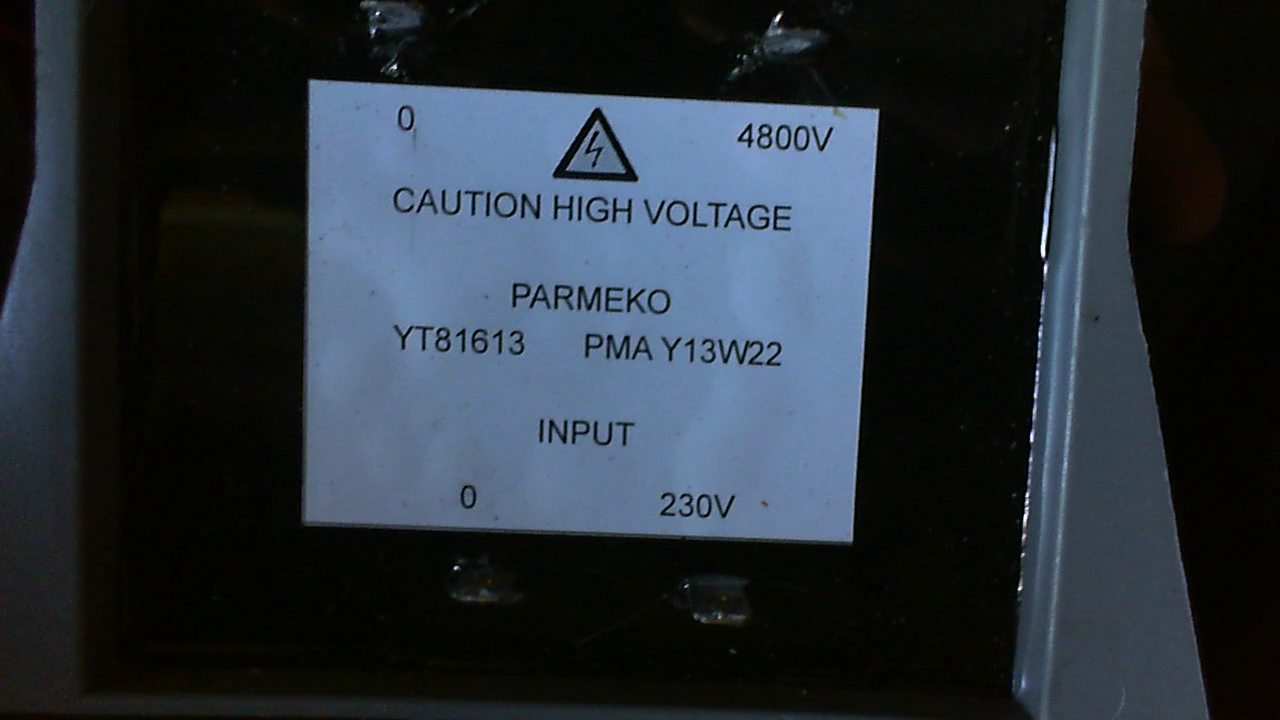 0 4800V
CAUTION HIGH VOLTAGE
PARMEKO
YT81613 PMA Y13W22
INPUT
0 230V